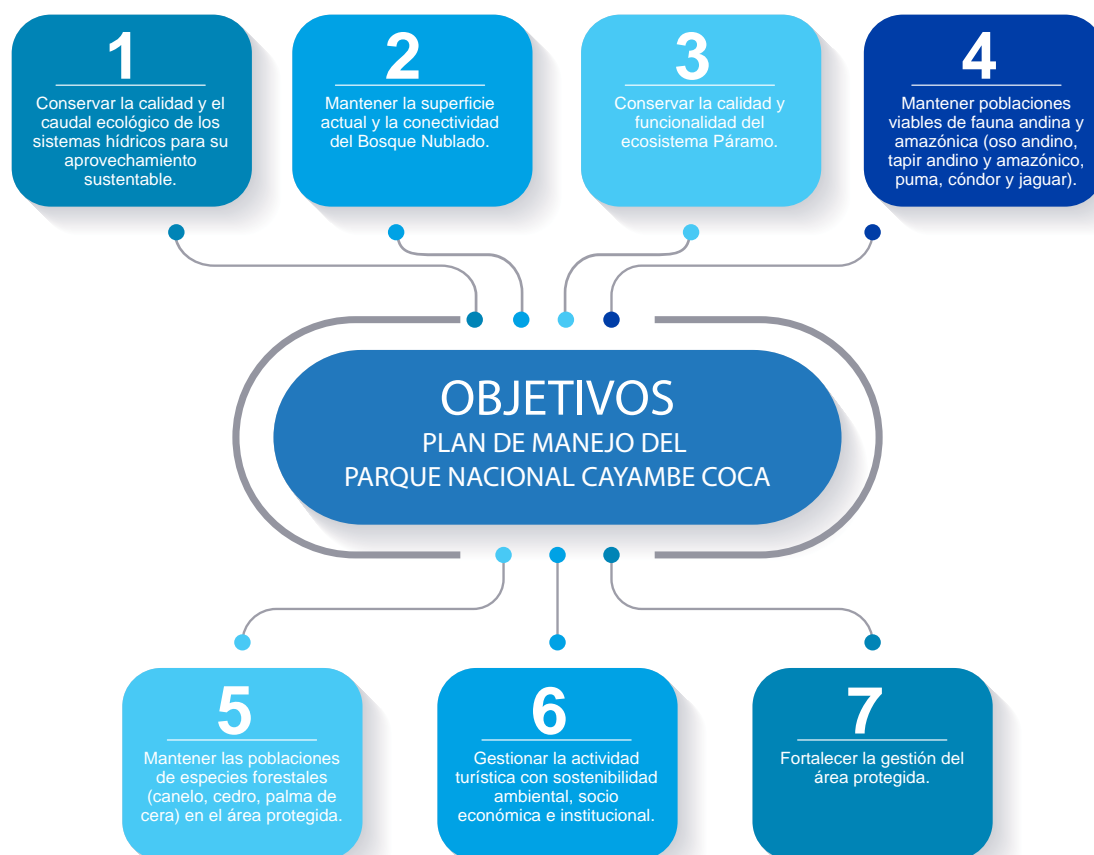 1
Conservar la calidad y el
caudal ecológico de los
sistemas hídricos para su
aprovechamiento
sustentable.
2
Mantener la superficie
actual y la conectividad
del Bosque Nublado.
3
Conservar la calidad y
funcionalidad del
ecosistema Páramo.
4
Mantener poblaciones
viables de fauna andina y
amazónica (oso andino,
tapir andino y amazónico,
puma, cóndor y jaguar).
OBJETIVOS
PLAN DE MANEJO DEL
PARQUE NACIONAL CAYAMBE COCA
5
Mantener las poblaciones
de especies forestales
(canelo, cedro, palma de
cera) en el área protegida.
6
Gestionar la actividad
turística con sostenibilidad
ambiental, socio
económica e institucional.
7
Fortalecer la gestión del
área protegida.